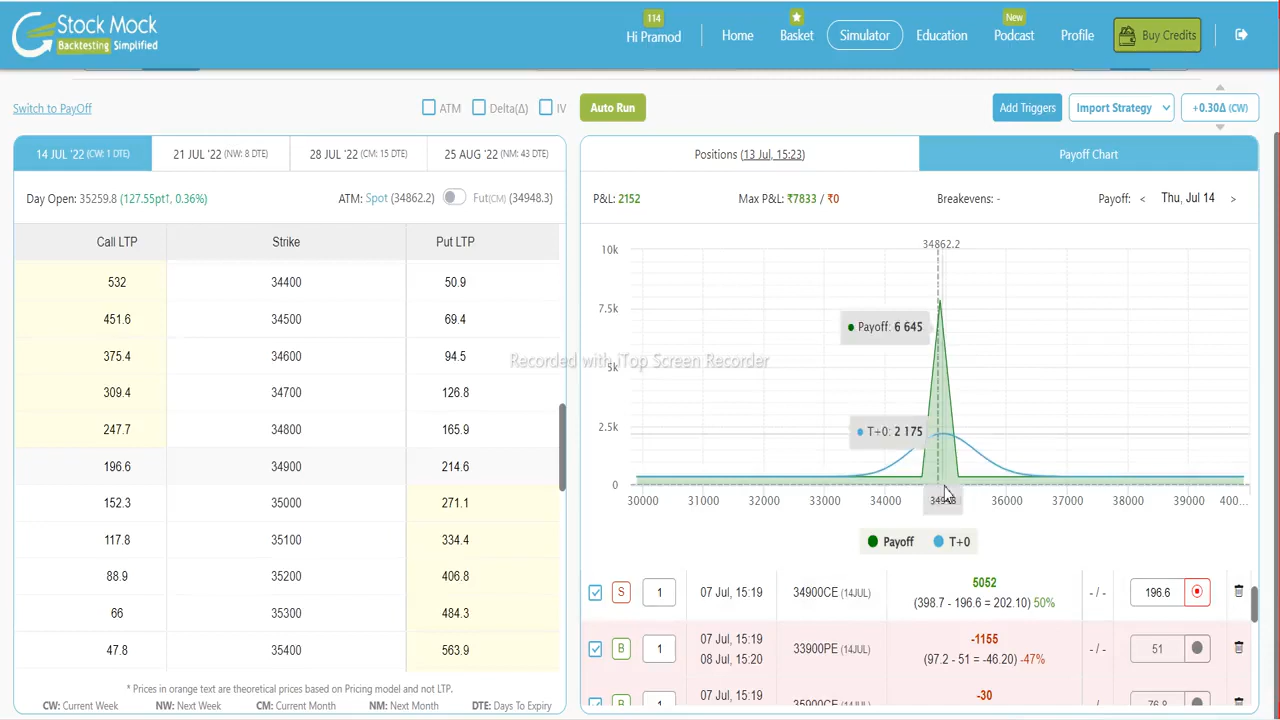 Stock Mock
Backtesting Simplified
114
Hi Pramod
Home
Basket
Simulator
Education
New
Podcast
Profile
Buy Credits
Switch to PayOff
ATM
Delta(Δ)
IV
Auto Run
Add Triggers
Import Strategy
+0.30Δ (CW)
14 JUL '22 (CW: 1 DTE)
21 JUL '22 (NW: 8 DTE)
28 JUL '22 (CM: 15 DTE)
25 AUG '22 (NM: 43 DTE)
Positions (13 Jul, 15:23)
Payoff Chart
Day Open: 35259.8 (127.55pt↑, 0.36%)
ATM: Spot (34862.2)
Fut(CM) (34948.3)
P&L: 2152
Max P&L: ₹7833 / ₹0
Breakevens: -
Payoff: < Thu, Jul 14 >
Call LTP Strike Put LTP
532 34400 50.9
451.6 34500 69.4
375.4 34600 94.5
309.4 34700 126.8
247.7 34800 165.9
196.6 34900 214.6
152.3 35000 271.1
117.8 35100 334.4
88.9 35200 406.8
66 35300 484.3
47.8 35400 563.9
* Prices in orange text are theoretical prices based on Pricing model and not LTP.
CW: Current Week
NW: Next Week
CM: Current Month
NM: Next Month
DTE: Days To Expiry
34862.2
10k
7.5k
5k
2.5k
0
Payoff: 6 645
T+0: 2 175
30000 31000 32000 33000 34000 36000 37000 38000 39000 400...
Payoff
T+0
Recorded with iTop Screen Recorder
S 1 07 Jul, 15:19 34900CE (14JUL) 5052 - / - 196.6
(398.7 - 196.6 = 202.10) 50%
B 1 07 Jul, 15:19 33900PE (14JUL) -1155 - / - 51
08 Jul, 15:20 (97.2 - 51 = -46.20) -47%
07 Jul, 15:19 -30